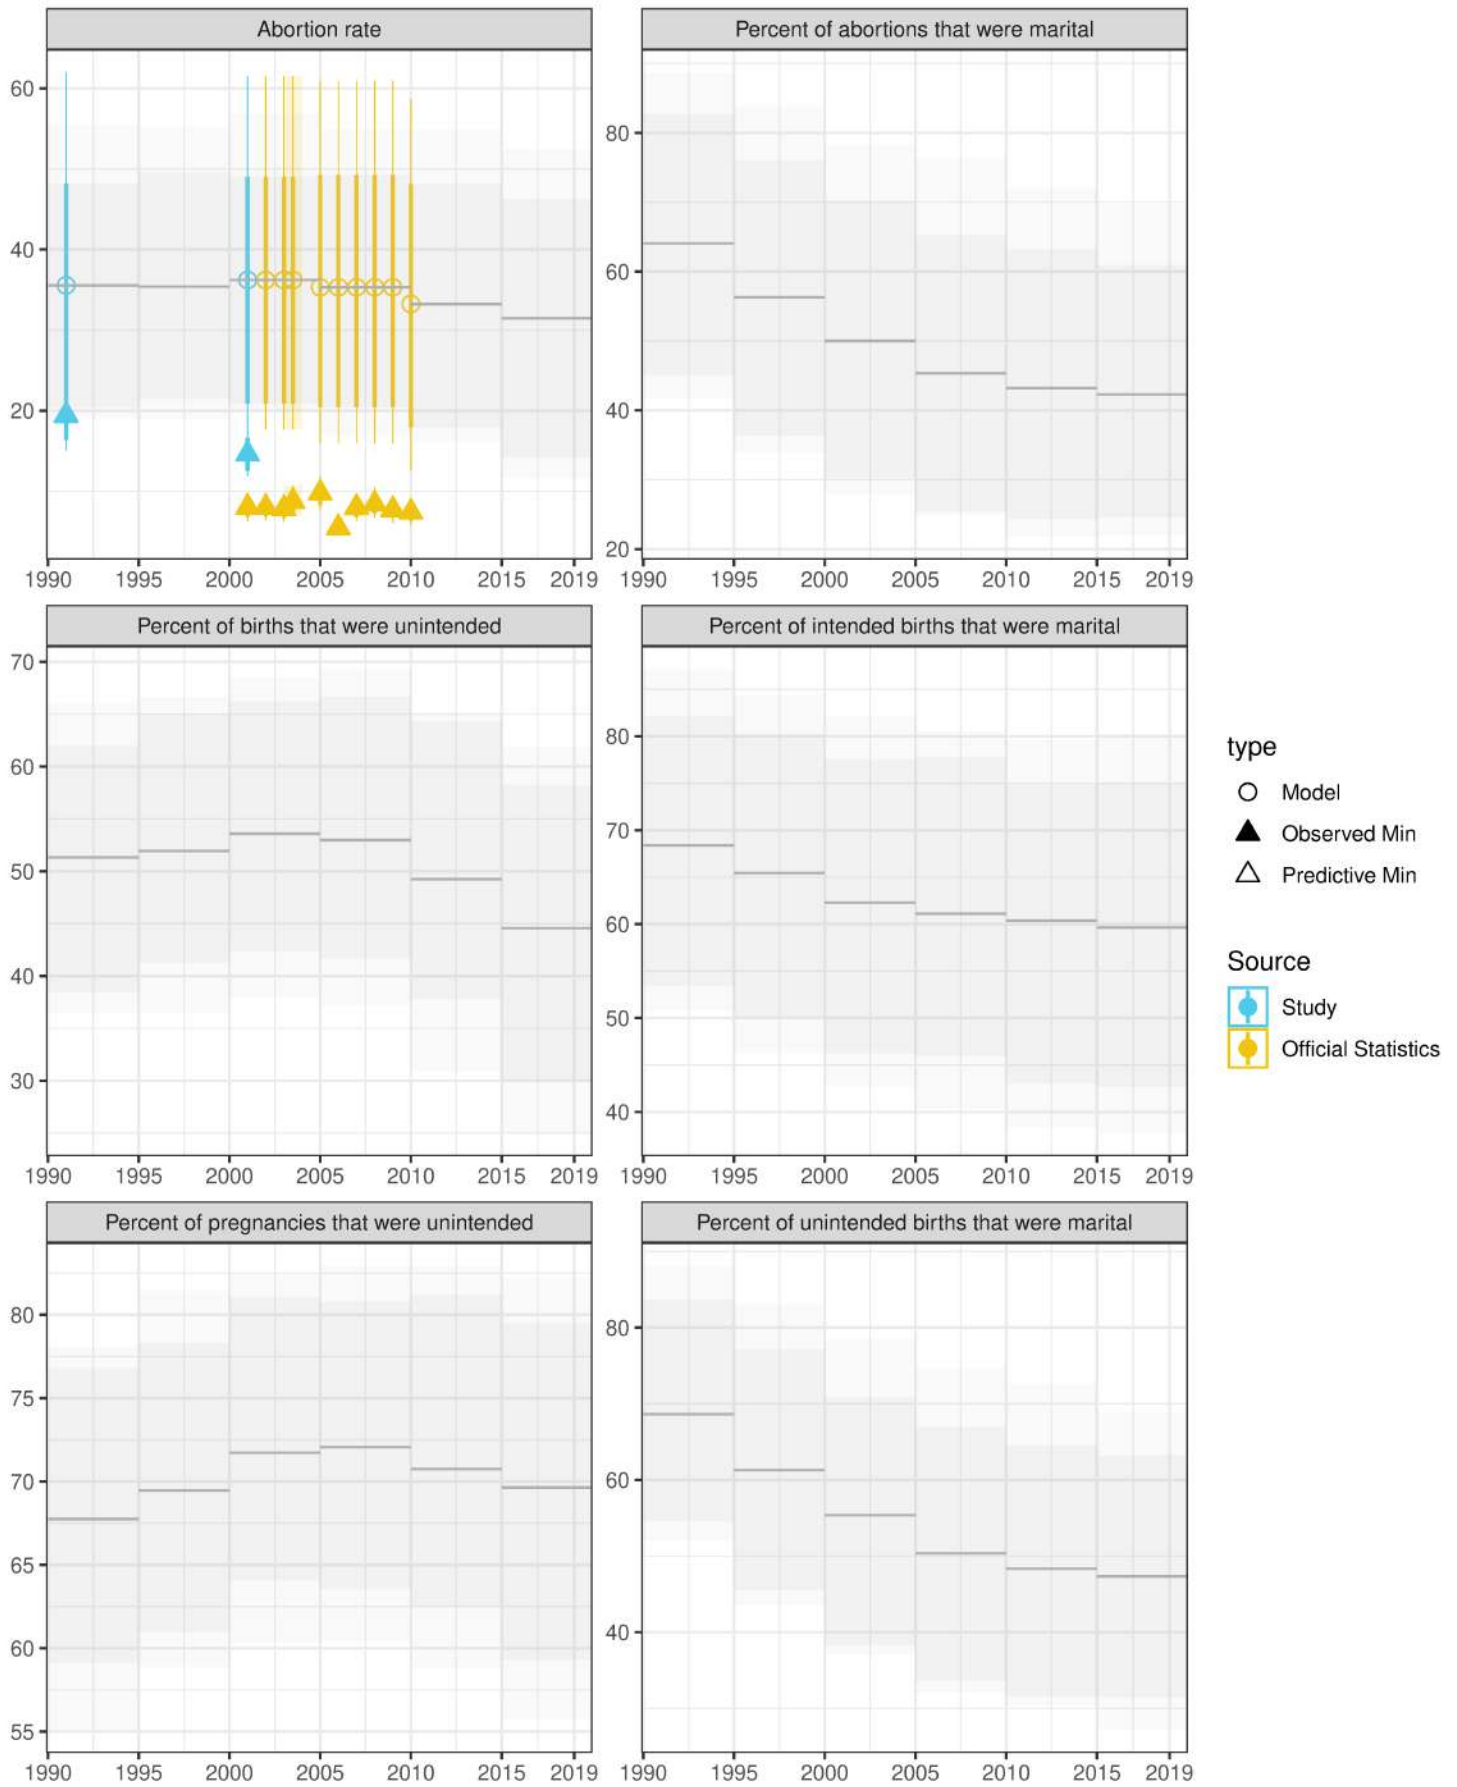 Abortion rate
60
40
20
1990 1995 2000 2005 2010 2015 2019
Percent of abortions that were marital
80
60
40
20
1990 1995 2000 2005 2010 2015 2019
Percent of births that were unintended
70
60
50
40
30
1990 1995 2000 2005 2010 2015 2019
Percent of intended births that were marital
80
70
60
50
40
1990 1995 2000 2005 2010 2015 2019
Percent of pregnancies that were unintended
80
75
70
65
60
55
1990 1995 2000 2005 2010 2015 2019
Percent of unintended births that were marital
80
60
40
1990 1995 2000 2005 2010 2015 2019
type
Model
Observed Min
Predictive Min
Source
Study
Official Statistics